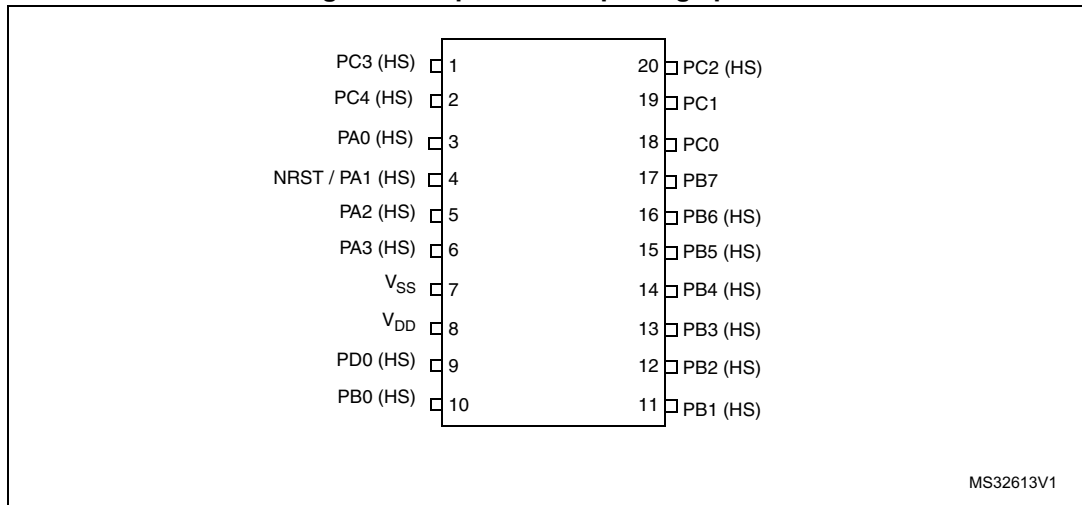 PC3 (HS) 1 20 PC2 (HS)
PC4 (HS) 2 19 PC1
PA0 (HS) 3 18 PC0
NRST / PA1 (HS) 4 17 PB7
PA2 (HS) 5 16 PB6 (HS)
PA3 (HS) 6 15 PB5 (HS)
VSS 7 14 PB4 (HS)
VDD 8 13 PB3 (HS)
PD0 (HS) 9 12 PB2 (HS)
PB0 (HS) 10 11 PB1 (HS)
MS32613V1